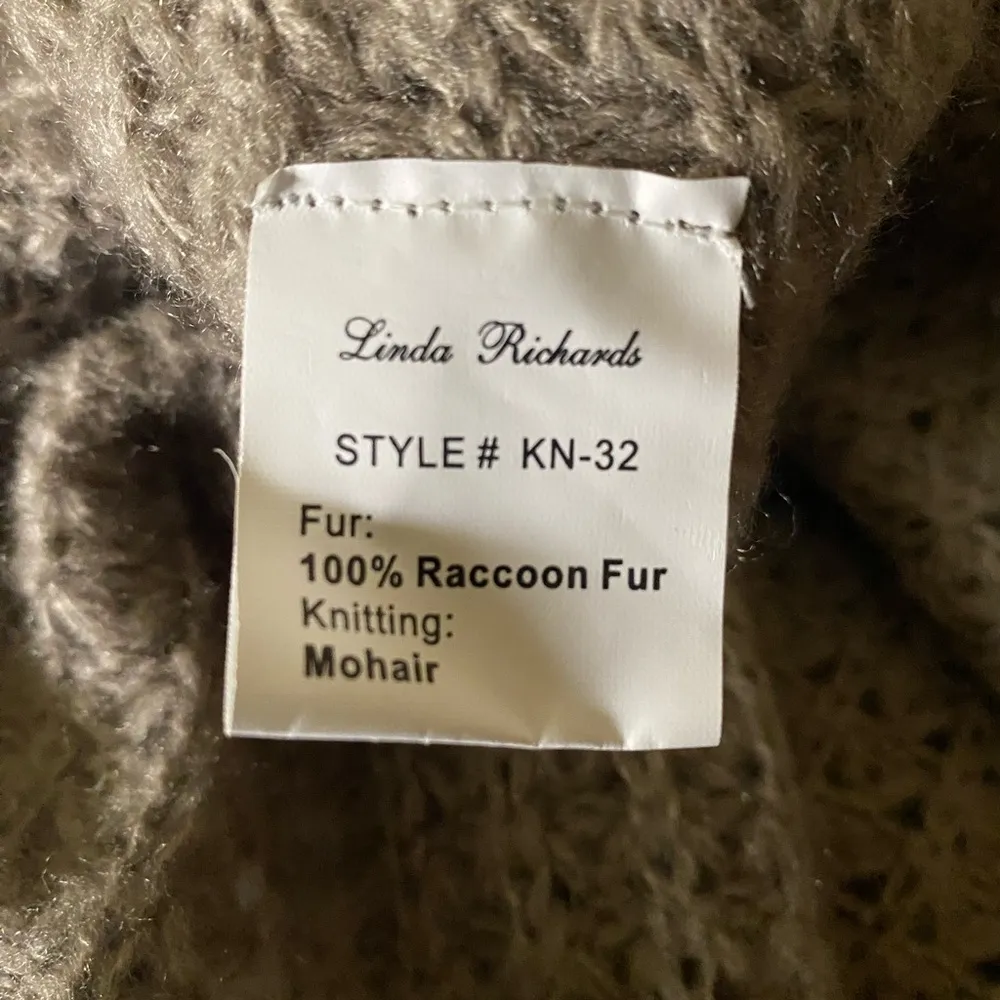 Linda Richards
STYLE # KN-32
Fur:
100% Raccoon Fur
Knitting:
Mohair